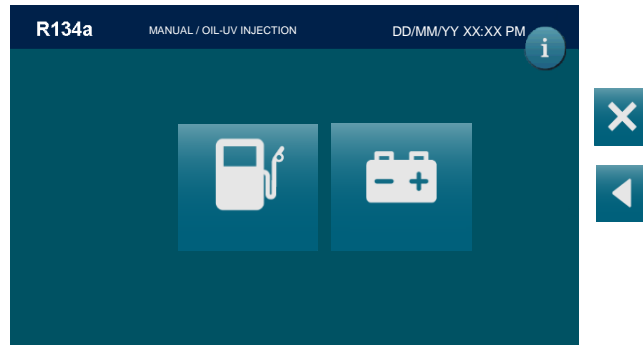 R134a MANUAL / OIL-UV INJECTION DD/MM/YY XX:XX PM
i